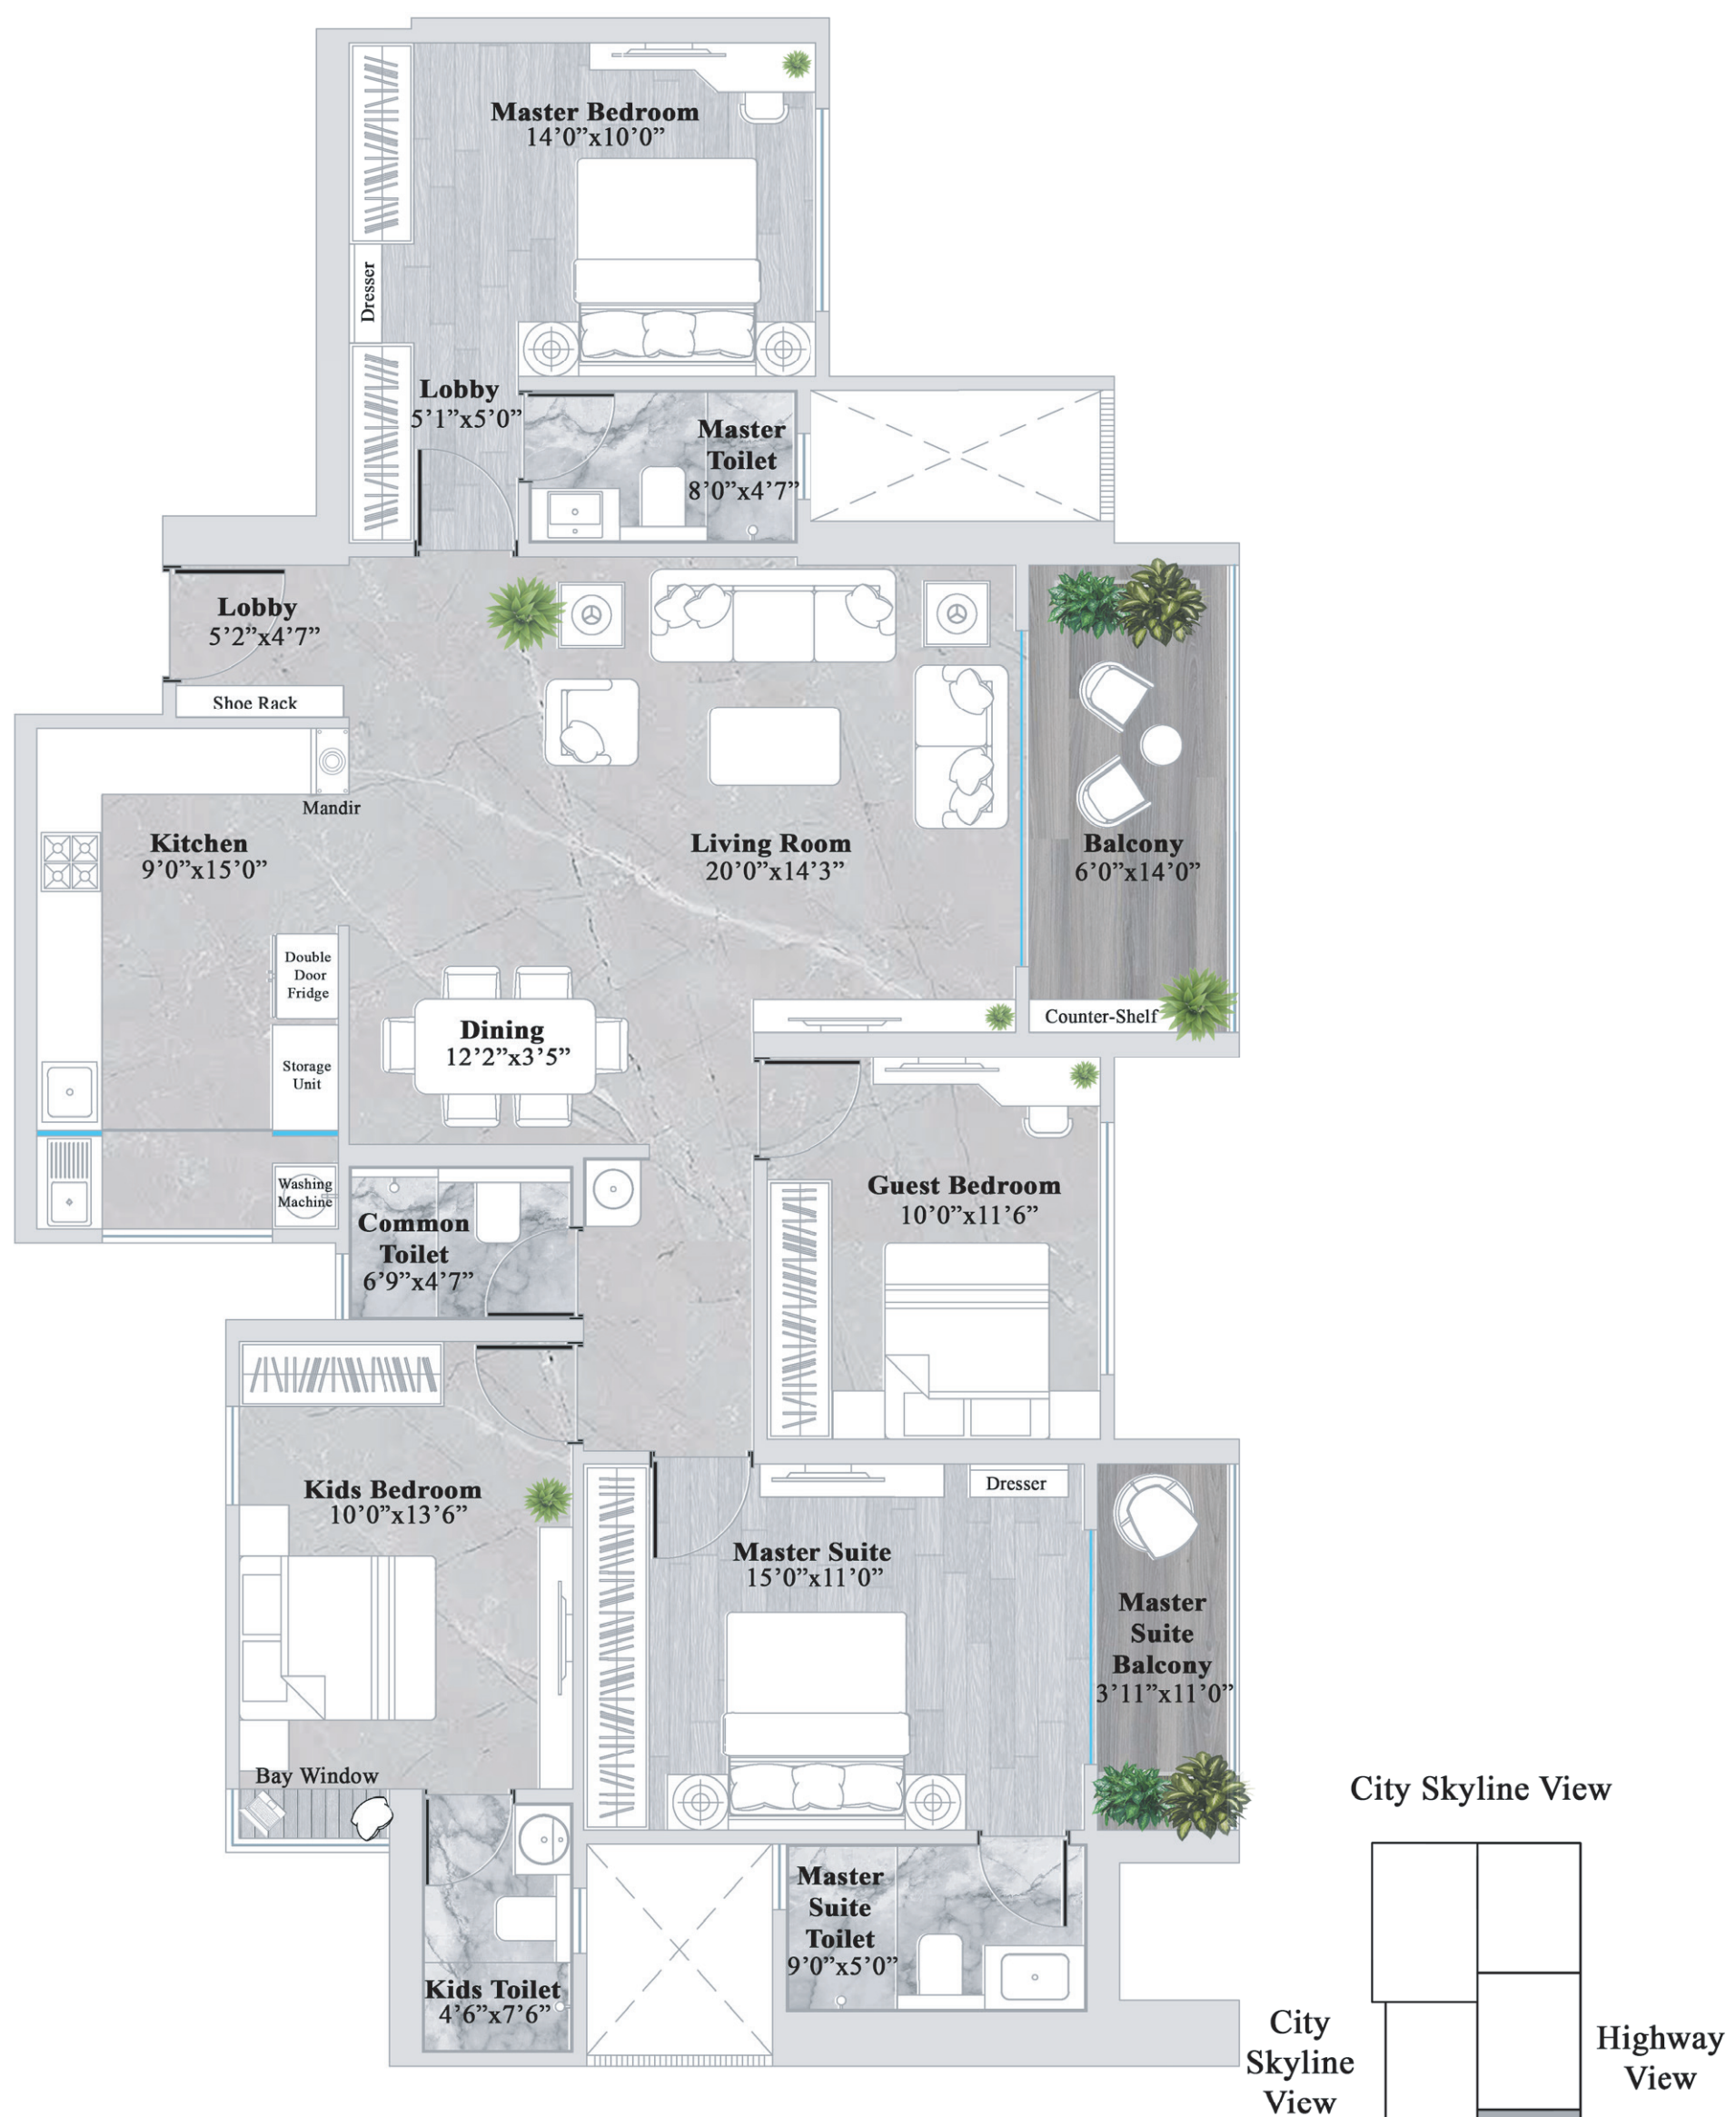 Master Bedroom
14’0”x10’0”
Dresser
Lobby
5’1”x5’0”
Master
Toilet
8’0”x4’7”
Lobby
5’2”x4’7”
Shoe Rack
Mandir
Kitchen
9’0”x15’0”
Living Room
20’0”x14’3”
Balcony
6’0”x14’0”
Double
Door
Fridge
Counter-Shelf
Dining
12’2”x3’5”
Storage
Unit
Washing
Machine
Common
Toilet
6’9”x4’7”
Guest Bedroom
10’0”x11’6”
Kids Bedroom
10’0”x13’6”
Dresser
Master Suite
15’0”x11’0”
Master
Suite
Balcony
3’11”x11’0”
Bay Window
City Skyline View
Master
Suite
Toilet
9’0”x5’0”
Kids Toilet
4’6”x7’6”
City
Skyline
View
Highway
View